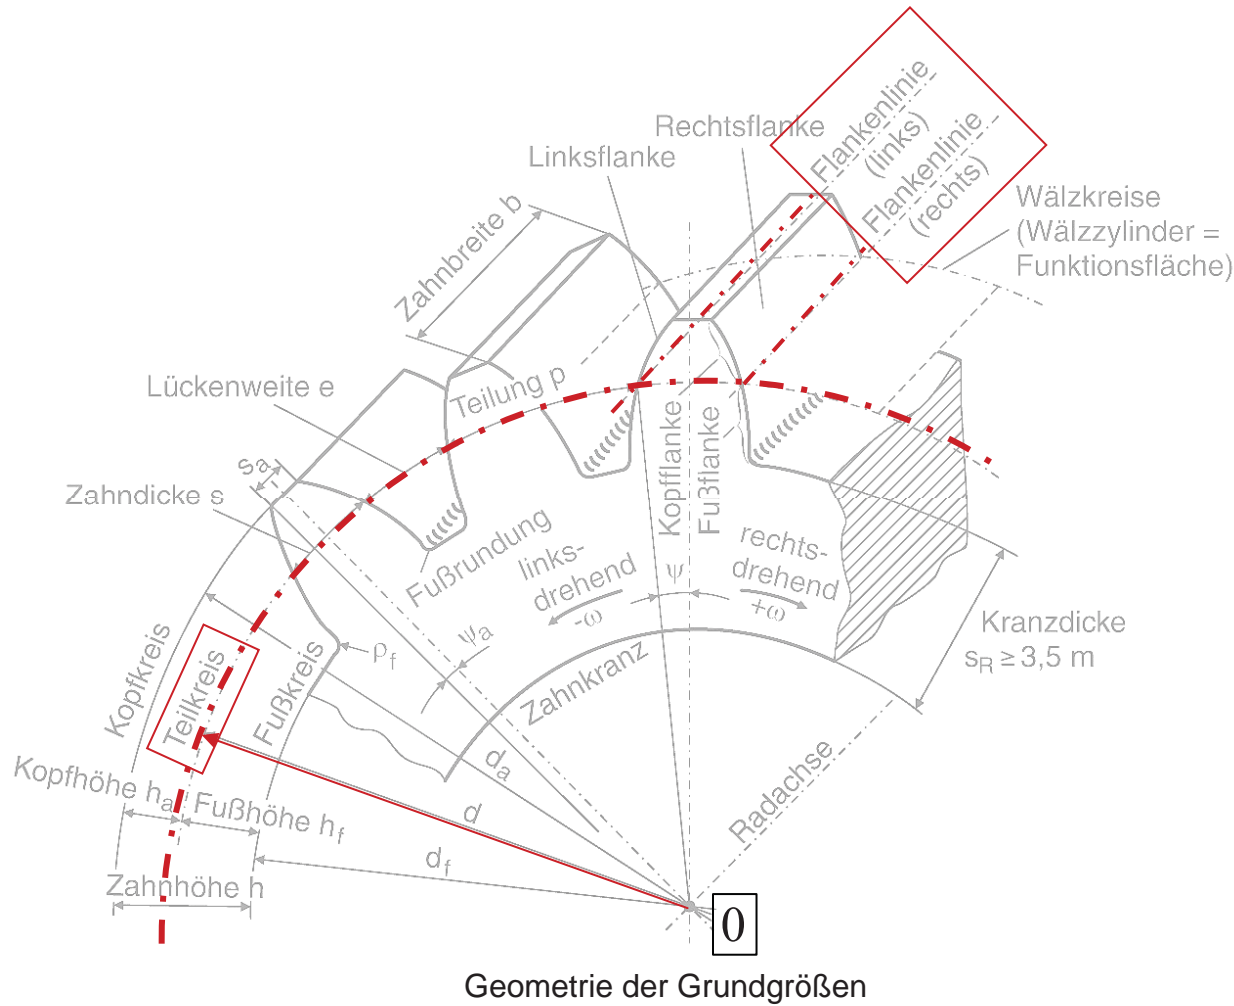 Flankenlinie
(links)
Flankenlinie
(rechts)
Rechtsflanke
Linksflanke
Wälzkreise
(Wälzzylinder =
Funktionsfläche)
Zahnbreite b
Lückenweite e
Teilung p
sa
Zahndicke s
Kopfflanke
Fußflanke
Fußrundung
links-
drehend
-ω
ψ
rechts-
drehend
+ω
Kranzdicke
sR ≥ 3,5 m
ψa
ρf
Zahnkranz
Kopfkreis
Teilkreis
Fußkreis
Kopfhöhe ha
Fußhöhe hf
da
d
df
Radachse
Zahnhöhe h
0
Geometrie der Grundgrößen